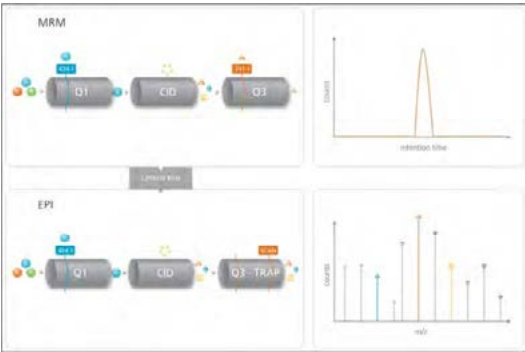 MRM
Q1
CID
Q3
counts
retention time
EPI
Q1
CID
Q3 - TRAP
counts
m/z